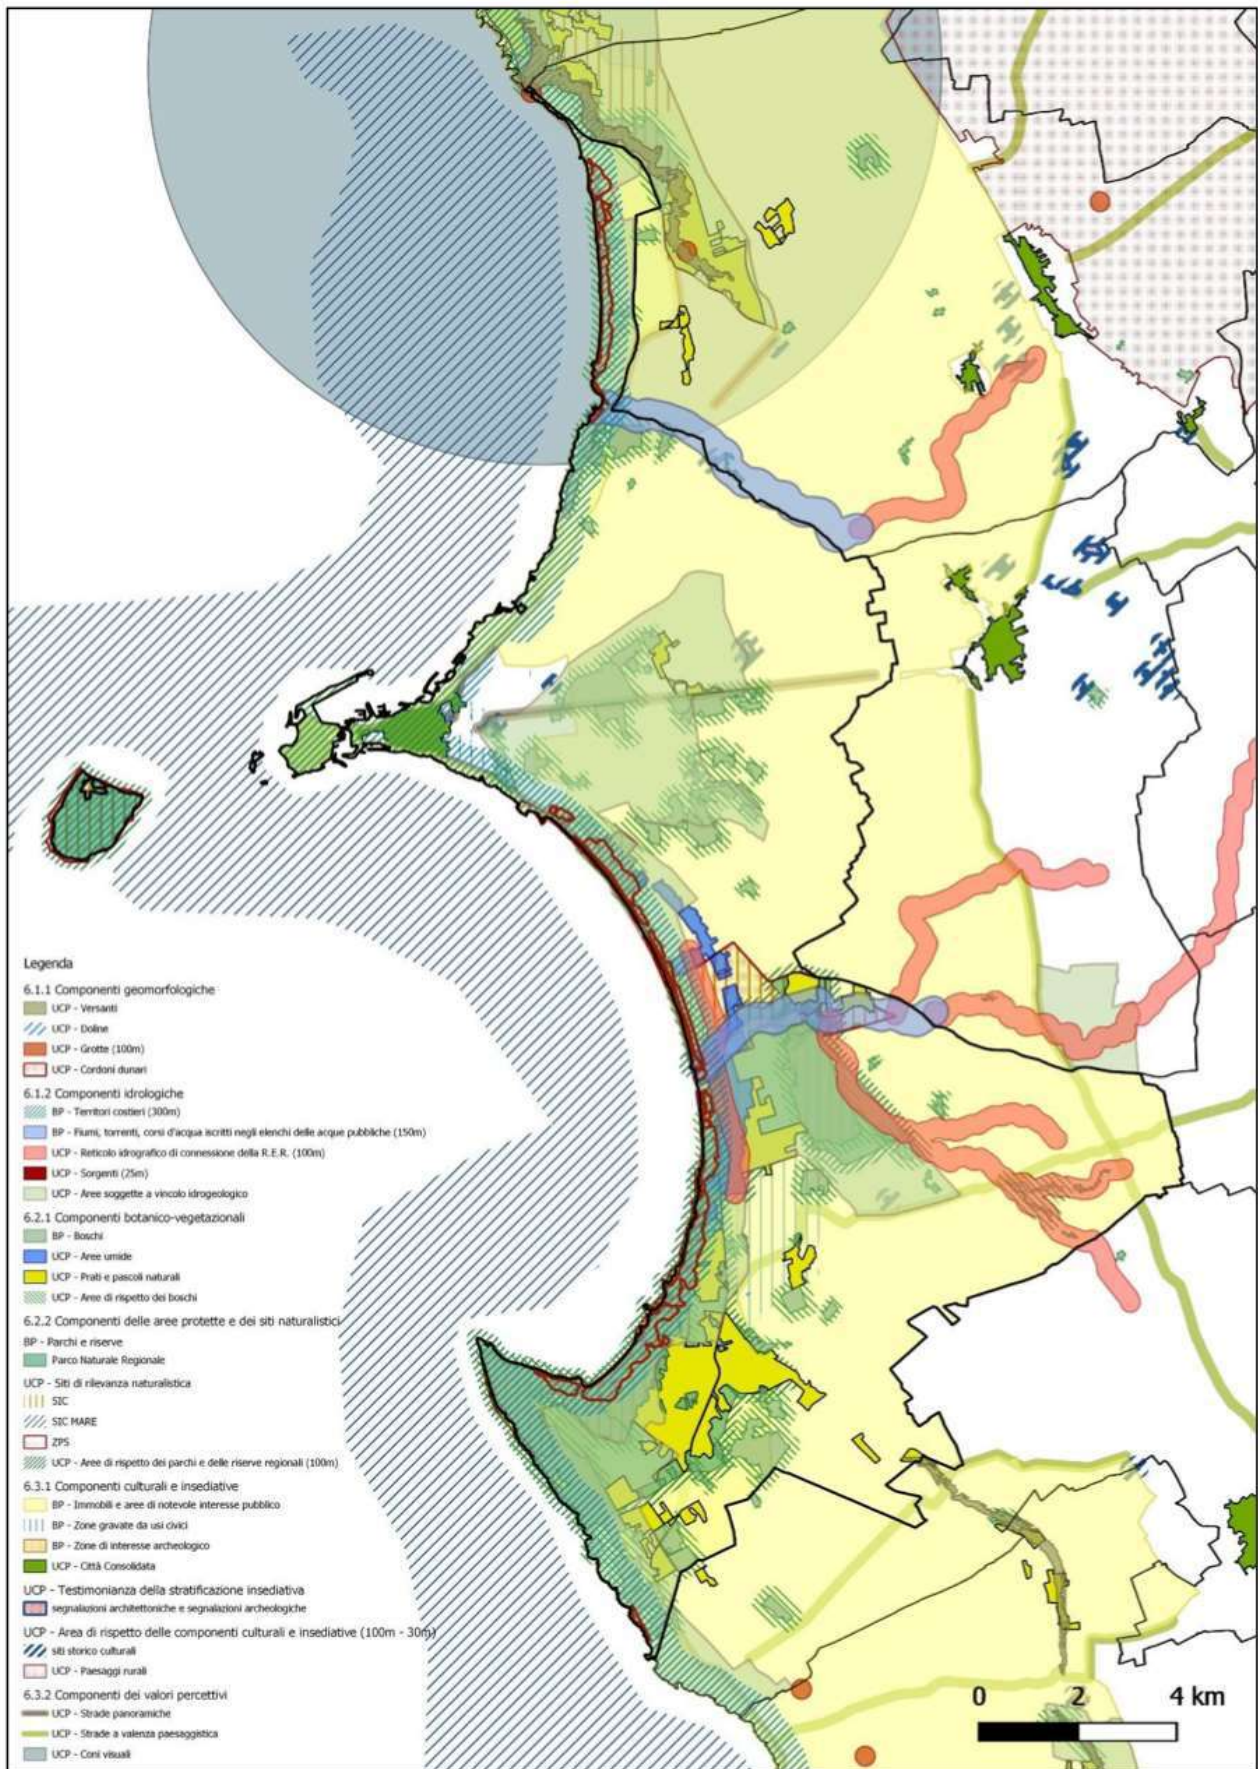 Legenda
6.1.1 Componenti geomorfologiche
UCP - Versanti
UCP - Doline
UCP - Grotte (100m)
UCP - Cordoni dunari
6.1.2 Componenti idrologiche
BP - Territori costieri (300m)
BP - Fiumi, torrenti, corsi d'acqua iscritti negli elenchi delle acque pubbliche (150m)
UCP - Reticolo idrografico di connessione della R.E.R. (100m)
UCP - Sorgenti (25m)
UCP - Aree soggette a vincolo idrogeologico
6.2.1 Componenti botanico-vegetazionali
BP - Boschi
UCP - Aree umide
UCP - Prati e pascoli naturali
UCP - Aree di rispetto dei boschi
6.2.2 Componenti delle aree protette e dei siti naturalistici
BP - Parchi e riserve
Parco Naturale Regionale
UCP - Siti di rilevanza naturalistica
SIC
SIC MARE
ZPS
UCP - Aree di rispetto dei parchi e delle riserve regionali (100m)
6.3.1 Componenti culturali e insediative
BP - Immobili e aree di notevole interesse pubblico
BP - Zone gravate da usi civici
BP - Zone di interesse archeologico
UCP - Città Consolidata
UCP - Testimonianza della stratificazione insediativa
segnalazioni architettoniche e segnalazioni archeologiche
UCP - Area di rispetto delle componenti culturali e insediative (100m - 30m)
siti storico culturali
UCP - Paesaggi rurali
6.3.2 Componenti dei valori percettivi
UCP - Strade panoramiche
UCP - Strade a valenza paesaggistica
UCP - Coni visuali
0 2 4 km